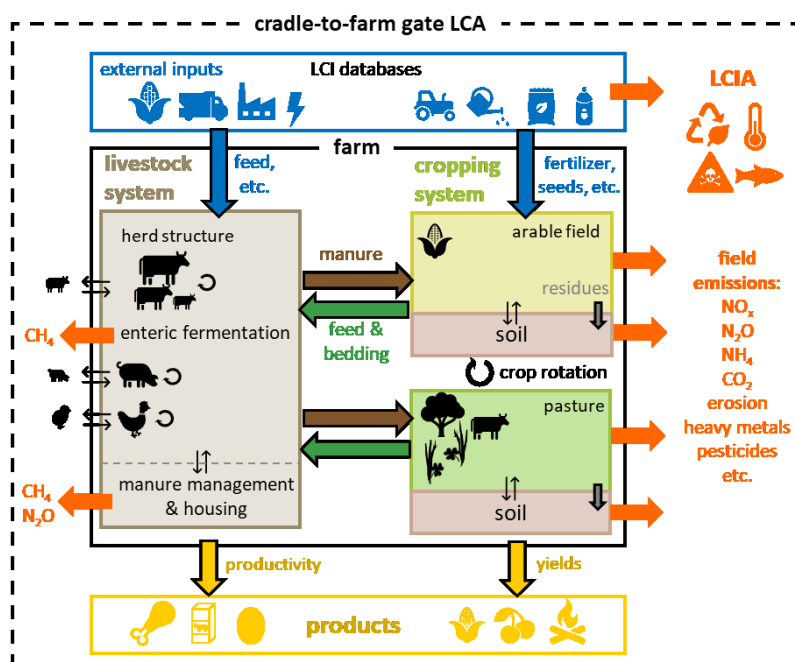 cradle-to-farm gate LCA
external inputs
LCI databases
LCIA
farm
livestock
system
feed,
etc.
cropping
system
fertilizer,
seeds, etc.
herd structure
manure
arable field
residues
feed &
bedding
soil
CH₄
enteric fermentation
crop rotation
pasture
soil
manure management
& housing
CH₄
N₂O
field
emissions:
NOₓ
N₂O
NH₄
CO₂
erosion
heavy metals
pesticides
etc.
productivity
yields
products